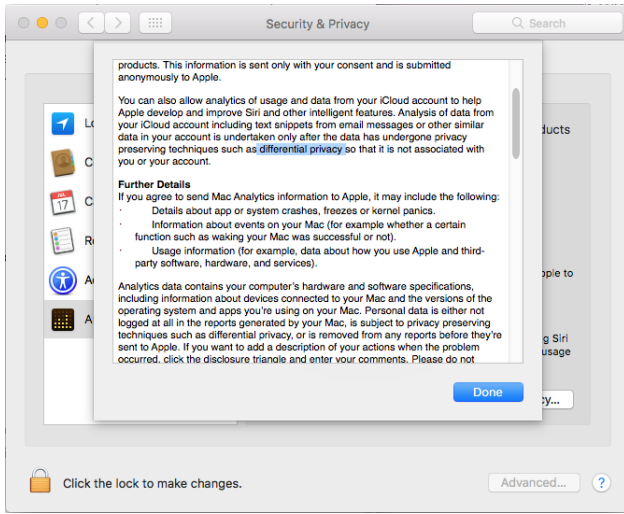 Security & Privacy
Search
products. This information is sent only with your consent and is submitted
anonymously to Apple.
You can also allow analytics of usage and data from your iCloud account to help
Apple develop and improve Siri and other intelligent features. Analysis of data from
your iCloud account including text snippets from email messages or other similar
data in your account is undertaken only after the data has undergone privacy
preserving techniques such as differential privacy so that it is not associated with
you or your account.
Further Details
If you agree to send Mac Analytics information to Apple, it may include the following:
· Details about app or system crashes, freezes or kernel panics.
· Information about events on your Mac (for example whether a certain
function such as waking your Mac was successful or not).
· Usage information (for example, data about how you use Apple and third-
party software, hardware, and services).
Analytics data contains your computer's hardware and software specifications,
including information about devices connected to your Mac and the versions of the
operating system and apps you're using on your Mac. Personal data is either not
logged at all in the reports generated by your Mac, is subject to privacy preserving
techniques such as differential privacy, or is removed from any reports before they're
sent to Apple. If you want to add a description of your actions when the problem
occurred, click the disclosure triangle and enter your comments. Please do not
Done
Lo
C
17
C
R
A
A
ducts
ople to
g Siri
usage
cy...
Click the lock to make changes.
Advanced...
?